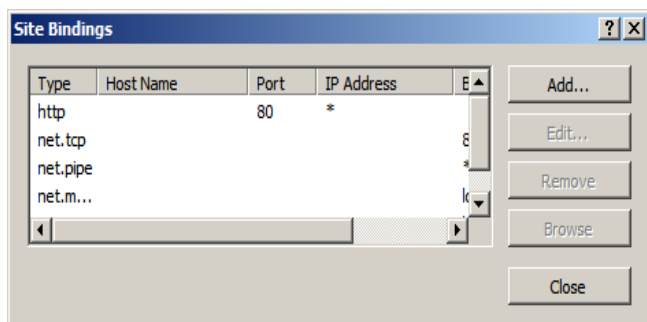 Site Bindings
Type Host Name Port IP Address
http 80 *
net.tcp
net.pipe
net.m...
Add...
Edit...
Remove
Browse
Close